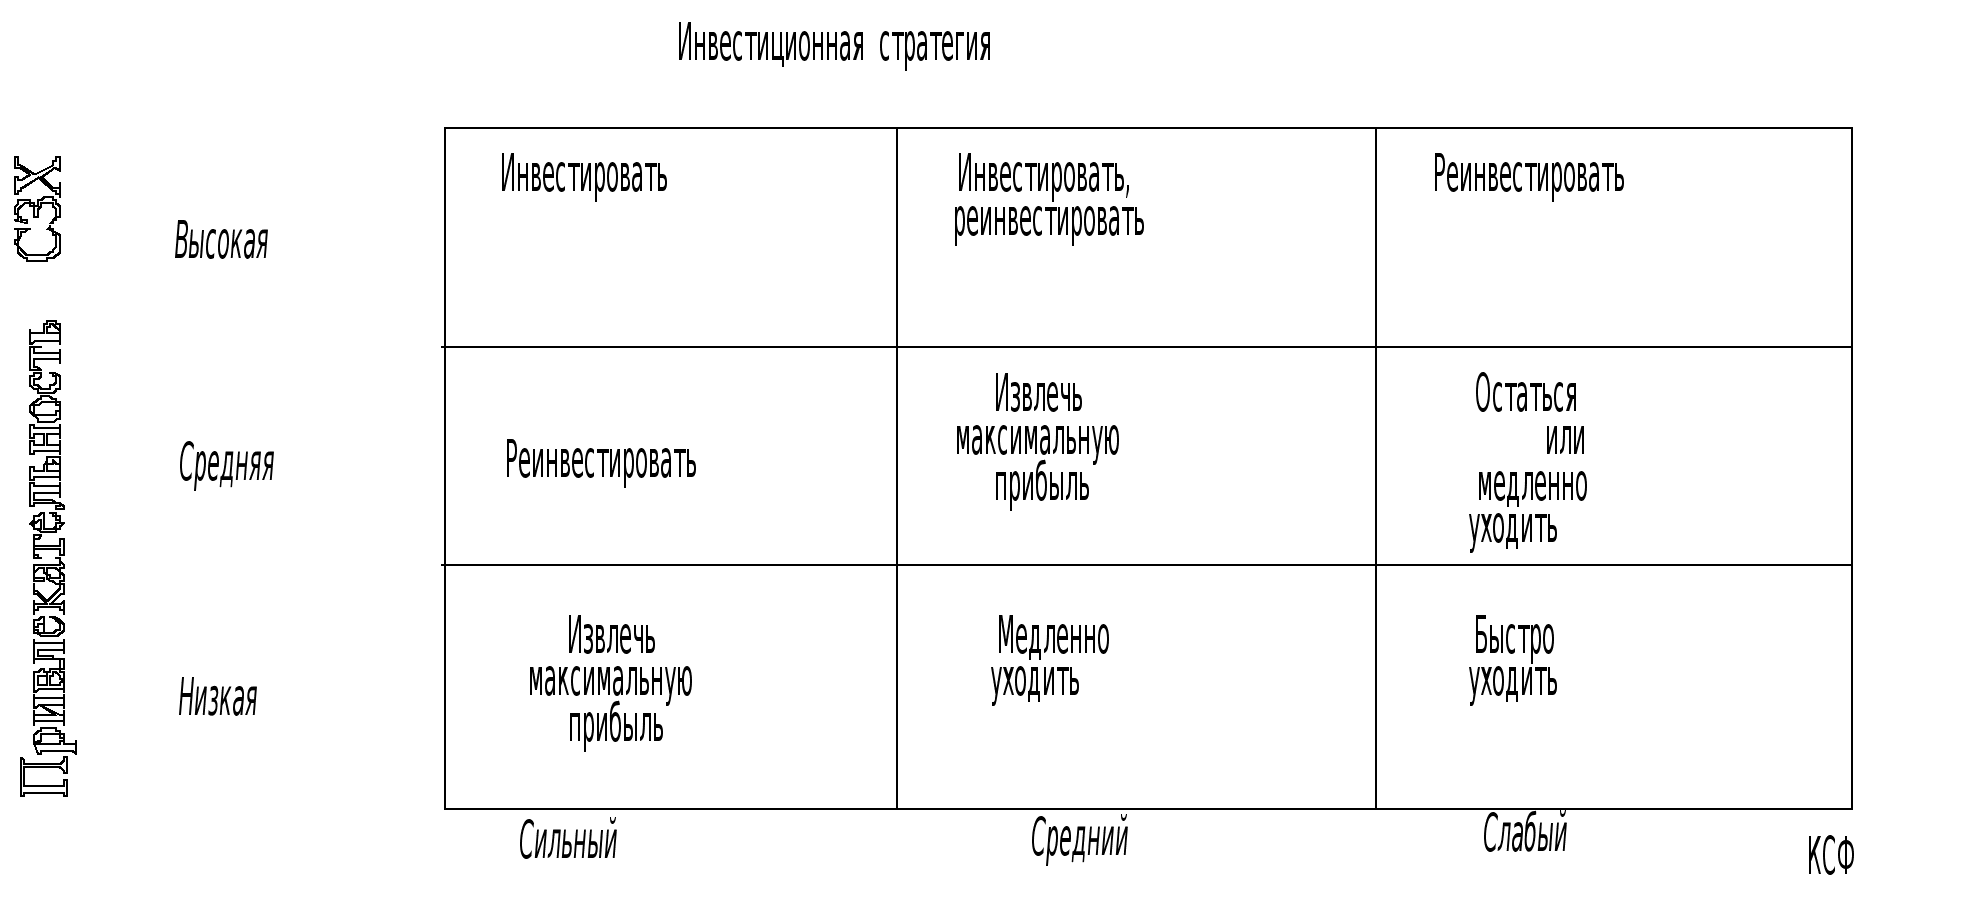 Инвестиционная стратегия
Привлекательность СЗХ
Высокая
Инвестировать
Инвестировать,
реинвестировать
Реинвестировать
Средняя
Реинвестировать
Извлечь
максимальную
прибыль
Остаться
или
медленно
уходить
Низкая
Извлечь
максимальную
прибыль
Медленно
уходить
Быстро
уходить
Сильный
Средний
Слабый
КСФ